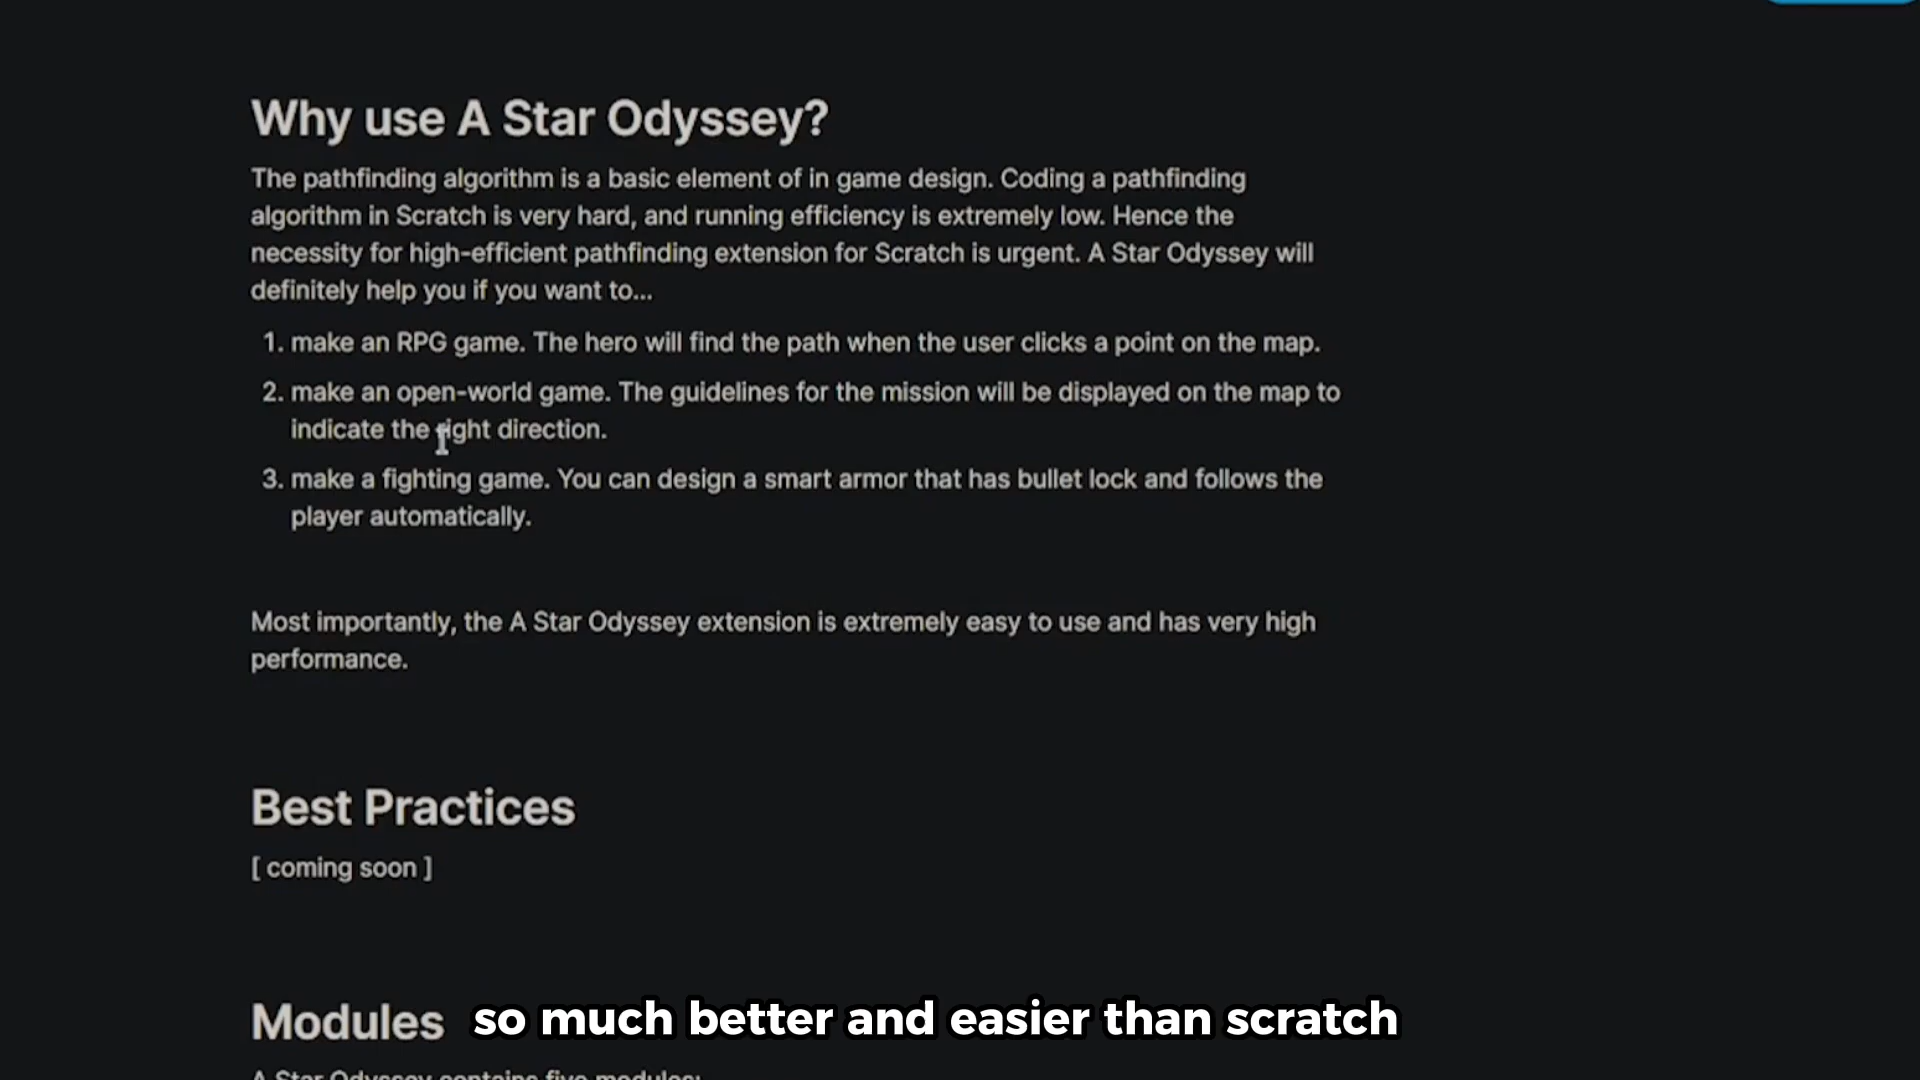 Why use A Star Odyssey?
The pathfinding algorithm is a basic element of in game design. Coding a pathfinding
algorithm in Scratch is very hard, and running efficiency is extremely low. Hence the
necessity for high-efficient pathfinding extension for Scratch is urgent. A Star Odyssey will
definitely help you if you want to...
1. make an RPG game. The hero will find the path when the user clicks a point on the map.
2. make an open-world game. The guidelines for the mission will be displayed on the map to
indicate the right direction.
3. make a fighting game. You can design a smart armor that has bullet lock and follows the
player automatically.
Most importantly, the A Star Odyssey extension is extremely easy to use and has very high
performance.
Best Practices
[ coming soon ]
Modules
so much better and easier than scratch
A Star Odyssey contains five modules: